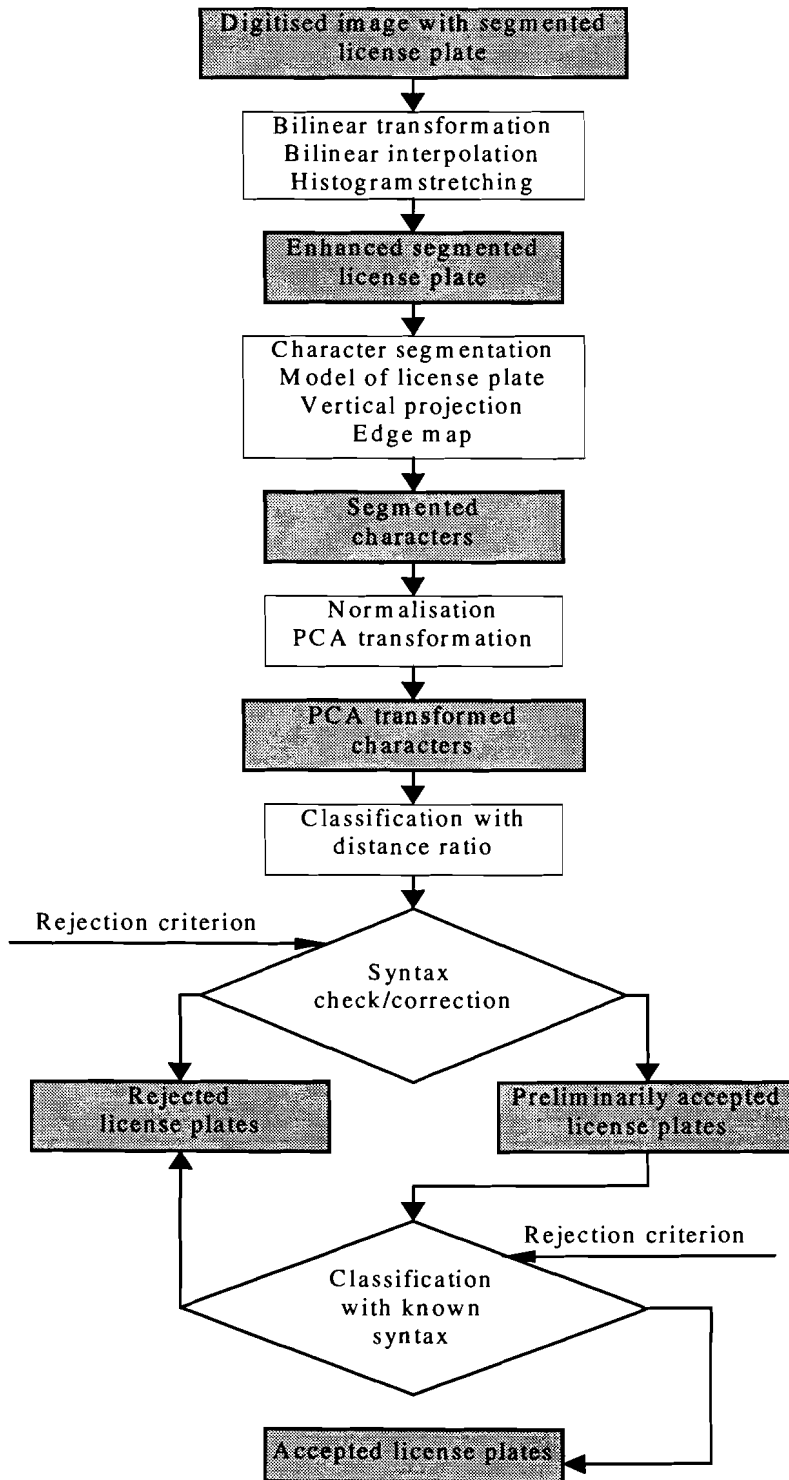 Digitised image with segmented
license plate
Bilinear transformation
Bilinear interpolation
Histogram stretching
Enhanced segmented
license plate
Character segmentation
Model of license plate
Vertical projection
Edge map
Segmented
characters
Normalisation
PCA transformation
PCA transformed
characters
Classification with
distance ratio
Rejection criterion
Syntax
check/correction
Rejected
license plates
Preliminarily accepted
license plates
Rejection criterion
Classification
with known
syntax
Accepted license plates